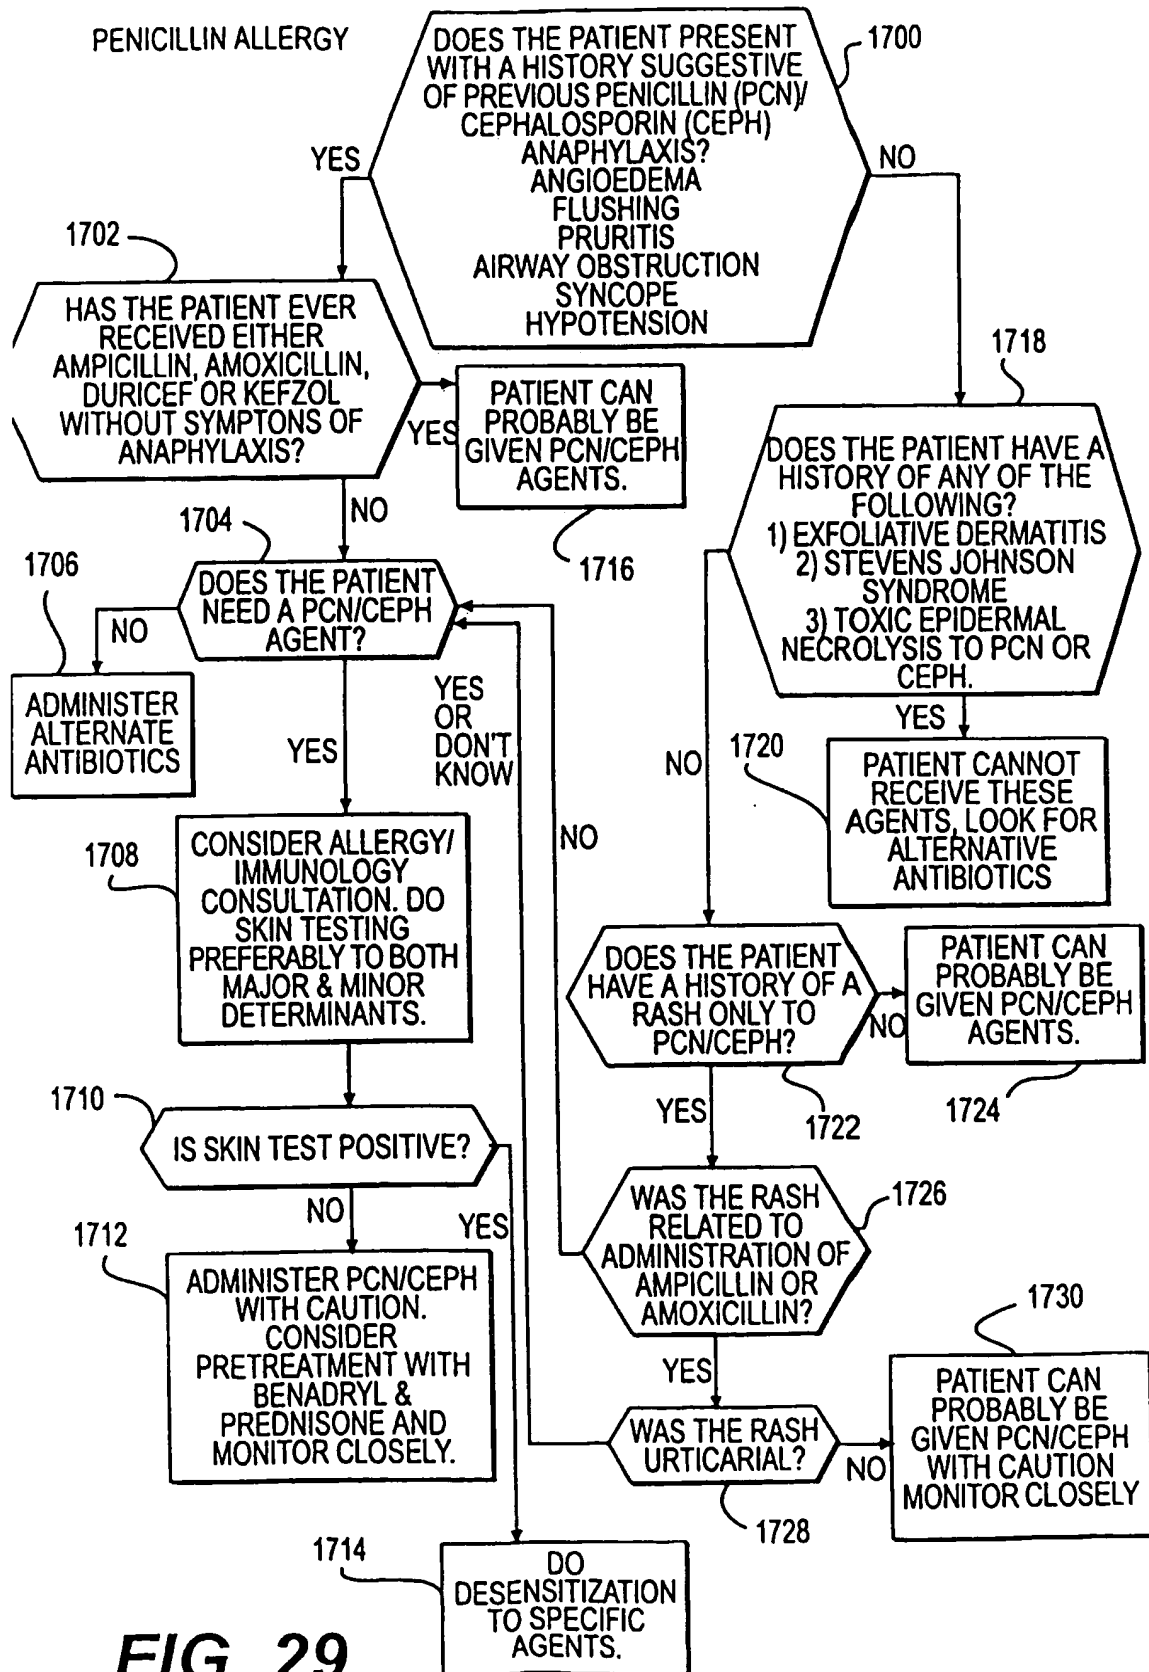 PENICILLIN ALLERGY
DOES THE PATIENT PRESENT
WITH A HISTORY SUGGESTIVE
OF PREVIOUS PENICILLIN (PCN)/
CEPHALOSPORIN (CEPH)
ANAPHYLAXIS?
ANGIOEDEMA
FLUSHING
PRURITIS
AIRWAY OBSTRUCTION
SYNCOPE
HYPOTENSION
1700
YES
NO
1702
HAS THE PATIENT EVER
RECEIVED EITHER
AMPICILLIN, AMOXICILLIN,
DURICEF OR KEFZOL
WITHOUT SYMPTONS OF
ANAPHYLAXIS?
YES
PATIENT CAN
PROBABLY BE
GIVEN PCN/CEPH
AGENTS.
1716
NO
1718
DOES THE PATIENT HAVE A
HISTORY OF ANY OF THE
FOLLOWING?
1) EXFOLIATIVE DERMATITIS
2) STEVENS JOHNSON
SYNDROME
3) TOXIC EPIDERMAL
NECROLYSIS TO PCN OR
CEPH.
1704
DOES THE PATIENT
NEED A PCN/CEPH
AGENT?
1706
NO
ADMINISTER
ALTERNATE
ANTIBIOTICS
YES
YES
OR
DON'T
KNOW
NO
NO
YES
1720
PATIENT CANNOT
RECEIVE THESE
AGENTS, LOOK FOR
ALTERNATIVE
ANTIBIOTICS
1708
CONSIDER ALLERGY/
IMMUNOLOGY
CONSULTATION. DO
SKIN TESTING
PREFERABLY TO BOTH
MAJOR & MINOR
DETERMINANTS.
DOES THE PATIENT
HAVE A HISTORY OF A
RASH ONLY TO
PCN/CEPH?
1722
NO
PATIENT CAN
PROBABLY BE
GIVEN PCN/CEPH
AGENTS.
1724
YES
1710
IS SKIN TEST POSITIVE?
NO
YES
1712
ADMINISTER PCN/CEPH
WITH CAUTION.
CONSIDER
PRETREATMENT WITH
BENADRYL &
PREDNISONE AND
MONITOR CLOSELY.
WAS THE RASH
RELATED TO
ADMINISTRATION OF
AMPICILLIN OR
AMOXICILLIN?
1726
YES
WAS THE RASH
URTICARIAL?
1728
NO
1730
PATIENT CAN
PROBABLY BE
GIVEN PCN/CEPH
WITH CAUTION
MONITOR CLOSELY
1714
DO
DESENSITIZATION
TO SPECIFIC
AGENTS.
FIG. 29